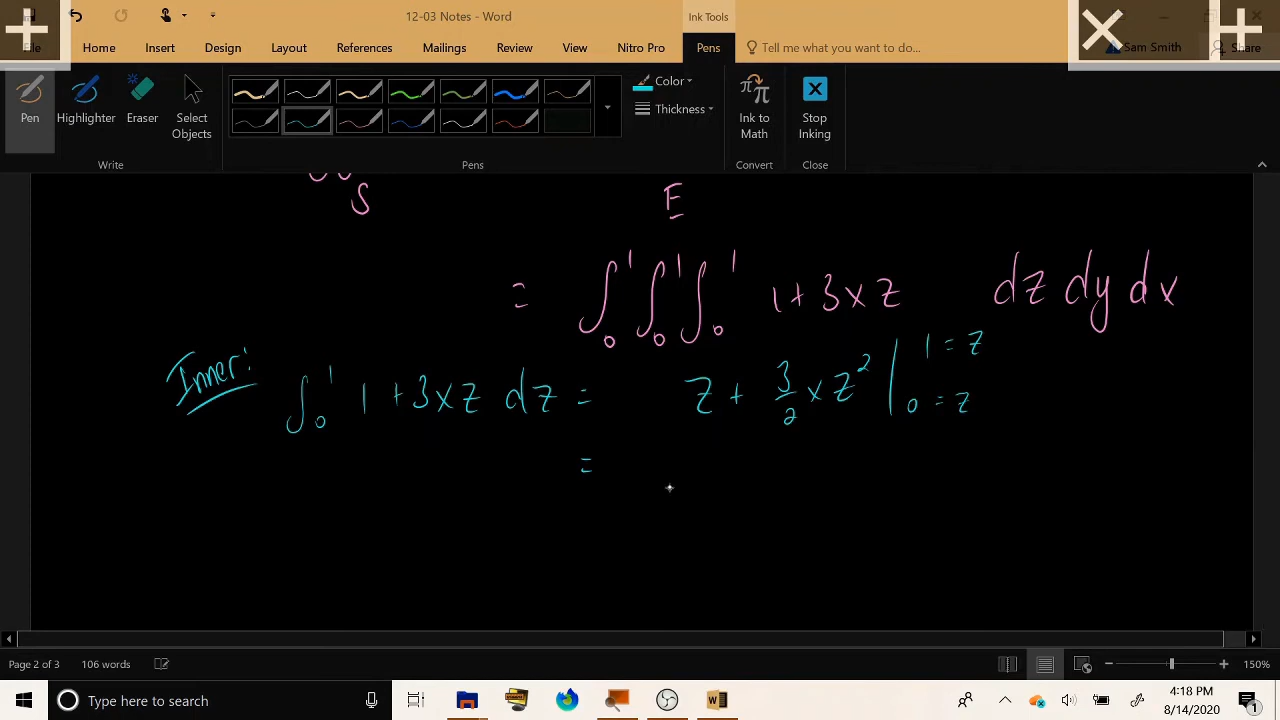 12-03 Notes - Word
Ink Tools
File Home Insert Design Layout References Mailings Review View Nitro Pro Pens Tell me what you want to do... Sam Smith Share
Pen Highlighter Eraser Select Objects
Color
Thickness
Ink to Math
Stop Inking
Write Pens Convert Close
S E
= ∫₀¹ ∫₀¹ ∫₀¹ 1 + 3xz dz dy dx
Inner: ∫₀¹ 1 + 3xz dz = z + 3/2 xz² |₀₌z¹⁼ᶻ
=
Page 2 of 3 106 words 150%
Type here to search
4:18 PM
8/14/2020
1